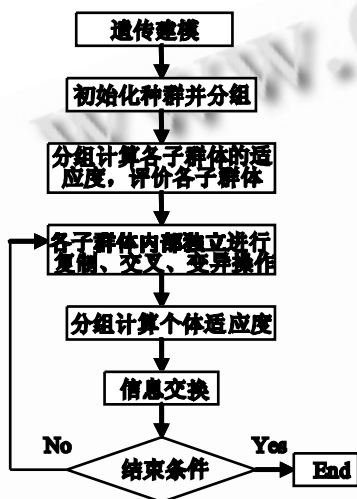 遗传建模
初始化种群并分组
分组计算各子群体的适
应度，评价各子群体
各子群体内部独立进行
复制、交叉、变异操作
分组计算个体适应度
信息交换
No
Yes
结束条件
End